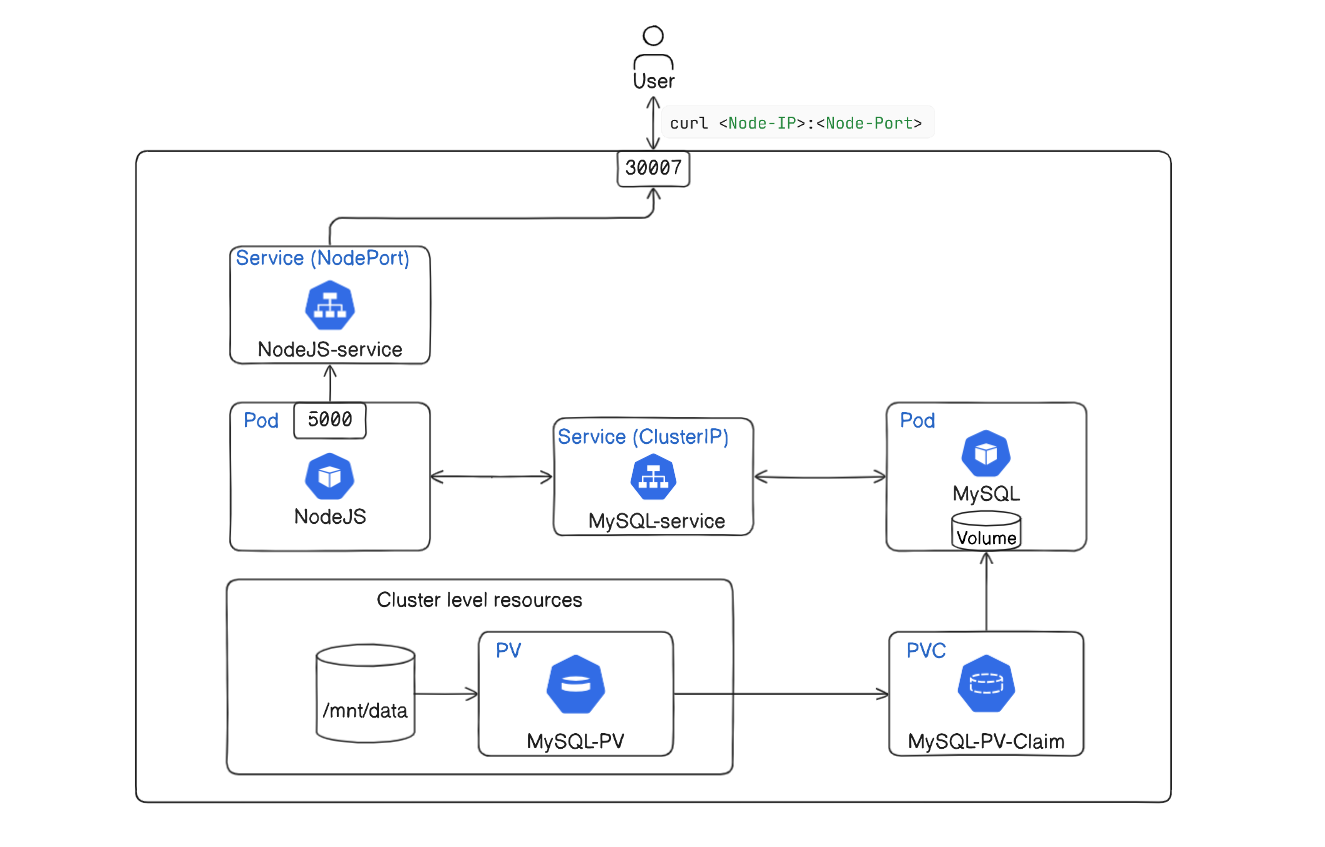 User
curl <Node-IP>:<Node-Port>
30007
Service (NodePort)
NodeJS-service
Pod
5000
NodeJS
Service (ClusterIP)
MySQL-service
Pod
MySQL
Volume
Cluster level resources
/mnt/data
PV
MySQL-PV
PVC
MySQL-PV-Claim